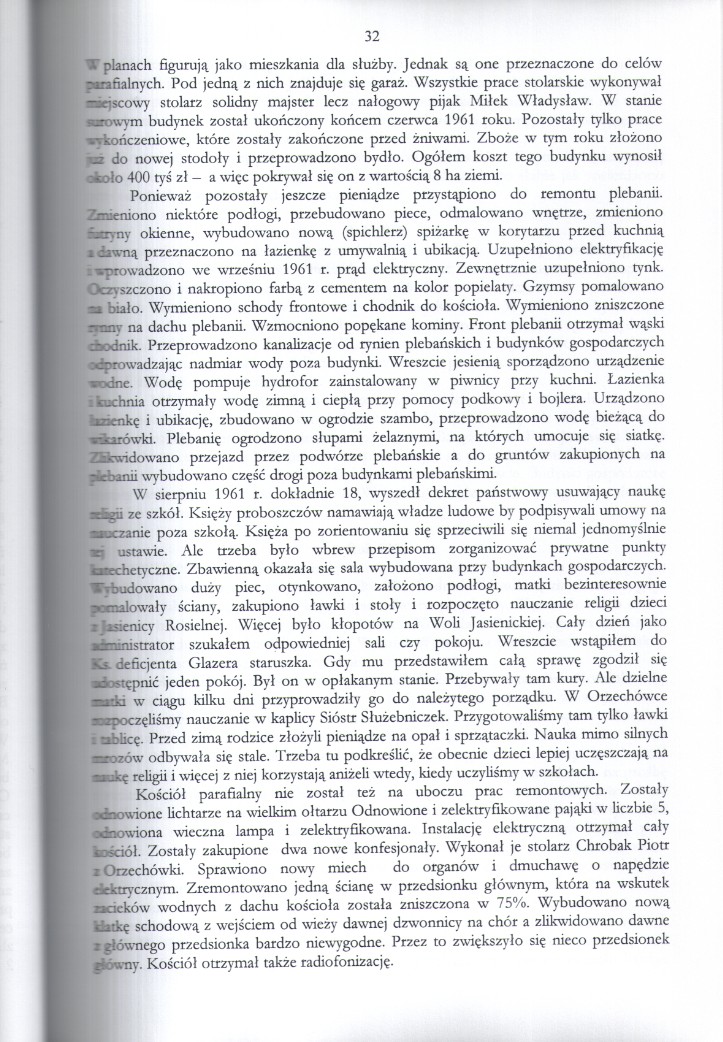 32
W planach figurują jako mieszkania dla służby. Jednak są one przeznaczone do celów
parafialnych. Pod jedną z nich znajduje się garaż. Wszystkie prace stolarskie wykonywał
miejscowy stolarz solidny majster lecz nałogowy pijak Miłek Władysław. W stanie
surowym budynek został ukończony końcem czerwca 1961 roku. Pozostały tylko prace
wykończeniowe, które zostały zakończone przed żniwami. Zboże w tym roku złożono
już do nowej stodoły i przeprowadzono bydło. Ogółem koszt tego budynku wynosił
około 400 tyś zł – a więc pokrywał się on z wartością 8 ha ziemi.
Ponieważ pozostały jeszcze pieniądze przystąpiono do remontu plebanii.
Zmieniono niektóre podłogi, przebudowano piece, odmalowano wnętrze, zmieniono
futryny okienne, wybudowano nową (spichlerz) spiżarkę w korytarzu przed kuchnią
a dawną przeznaczono na łazienkę z umywalnią i ubikacją. Uzupełniono elektryfikację
i wprowadzono we wrześniu 1961 r. prąd elektryczny. Zewnętrznie uzupełniono tynk.
Oczyszczono i nakropiono farbą z cementem na kolor popielaty. Gzymsy pomalowano
na biało. Wymieniono schody frontowe i chodnik do kościoła. Wymieniono zniszczone
rynny na dachu plebanii. Wzmocniono popękane kominy. Front plebanii otrzymał wąski
chodnik. Przeprowadzono kanalizacje od rynien plebańskich i budynków gospodarczych
odprowadzając nadmiar wody poza budynki. Wreszcie jesienią sporządzono urządzenie
wodne. Wodę pompuje hydrofor zainstalowany w piwnicy przy kuchni. Łazienka
i kuchnia otrzymały wodę zimną i ciepłą przy pomocy podkowy i bojlera. Urządzono
łazienkę i ubikację, zbudowano w ogrodzie szambo, przeprowadzono wodę bieżącą do
wikarówki. Plebanię ogrodzono słupami żelaznymi, na których umocuje się siatkę.
Zlikwidowano przejazd przez podwórze plebańskie a do gruntów zakupionych na
plebanii wybudowano część drogi poza budynkami plebańskimi.
W sierpniu 1961 r. dokładnie 18, wyszedł dekret państwowy usuwający naukę
religii ze szkół. Księży proboszczów namawiają władze ludowe by podpisywali umowy na
nauczanie poza szkołą. Księża po zorientowaniu się sprzeciwili się niemal jednomyślnie
tej ustawie. Ale trzeba było wbrew przepisom zorganizować prywatne punkty
katechetyczne. Zbawienną okazała się sala wybudowana przy budynkach gospodarczych.
Wybudowano duży piec, otynkowano, założono podłogi, matki bezinteresownie
pomalowały ściany, zakupiono ławki i stoły i rozpoczęto nauczanie religii dzieci
z Jasienicy Rosielnej. Więcej było kłopotów na Woli Jasienickiej. Cały dzień jako
administrator szukałem odpowiedniej sali czy pokoju. Wreszcie wstąpiłem do
Ks. deficjenta Glazera staruszka. Gdy mu przedstawiłem całą sprawę zgodził się
udostępnić jeden pokój. Był on w opłakanym stanie. Przebywały tam kury. Ale dzielne
matki w ciągu kilku dni przyprowadziły go do należytego porządku. W Orzechówce
rozpoczęliśmy nauczanie w kaplicy Sióstr Służebniczek. Przygotowaliśmy tam tylko ławki
i tablicę. Przed zimą rodzice złożyli pieniądze na opał i sprzątaczki. Nauka mimo silnych
mrozów odbywała się stale. Trzeba tu podkreślić, że obecnie dzieci lepiej uczęszczają na
naukę religii i więcej z niej korzystają aniżeli wtedy, kiedy uczyliśmy w szkołach.
Kościół parafialny nie został też na uboczu prac remontowych. Zostały
odnowione lichtarze na wielkim ołtarzu Odnowione i zelektryfikowane pająki w liczbie 5,
odnowiona wieczna lampa i zelektryfikowana. Instalację elektryczną otrzymał cały
kościół. Zostały zakupione dwa nowe konfesjonały. Wykonał je stolarz Chrobak Piotr
z Orzechówki. Sprawiono nowy miech do organów i dmuchawę o napędzie
elektrycznym. Zremontowano jedną ścianę w przedsionku głównym, która na wskutek
zacieków wodnych z dachu kościoła została zniszczona w 75%. Wybudowano nową
klatkę schodową z wejściem od wieży dawnej dzwonnicy na chór a zlikwidowano dawne
z głównego przedsionka bardzo niewygodne. Przez to zwiększyło się nieco przedsionek
główny. Kościół otrzymał także radiofonizację.